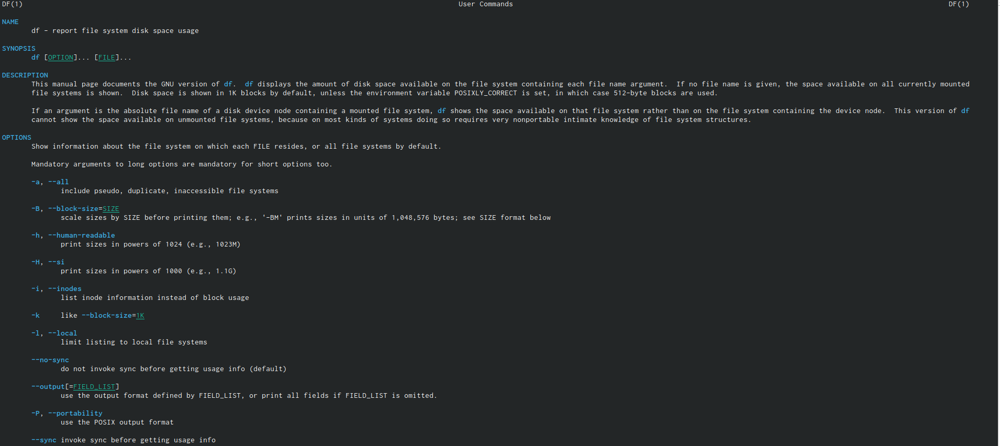 DF(1) User Commands DF(1)
NAME
df - report file system disk space usage
SYNOPSIS
df [OPTION]... [FILE]...
DESCRIPTION
This manual page documents the GNU version of df.  df displays the amount of disk space available on the file system containing each file name argument.  If no file name is given, the space available on all currently mounted
file systems is shown.  Disk space is shown in 1K blocks by default, unless the environment variable POSIXLY_CORRECT is set, in which case 512-byte blocks are used.
If an argument is the absolute file name of a disk device node containing a mounted file system, df shows the space available on that file system rather than on the file system containing the device node.  This version of df
cannot show the space available on unmounted file systems, because on most kinds of systems doing so requires very nonportable intimate knowledge of file system structures.
OPTIONS
Show information about the file system on which each FILE resides, or all file systems by default.
Mandatory arguments to long options are mandatory for short options too.
-a, --all
include pseudo, duplicate, inaccessible file systems
-B, --block-size=SIZE
scale sizes by SIZE before printing them; e.g., '-BM' prints sizes in units of 1,048,576 bytes; see SIZE format below
-h, --human-readable
print sizes in powers of 1024 (e.g., 1023M)
-H, --si
print sizes in powers of 1000 (e.g., 1.1G)
-i, --inodes
list inode information instead of block usage
-k     like --block-size=1K
-l, --local
limit listing to local file systems
--no-sync
do not invoke sync before getting usage info (default)
--output[=FIELD_LIST]
use the output format defined by FIELD_LIST, or print all fields if FIELD_LIST is omitted.
-P, --portability
use the POSIX output format
--sync invoke sync before getting usage info